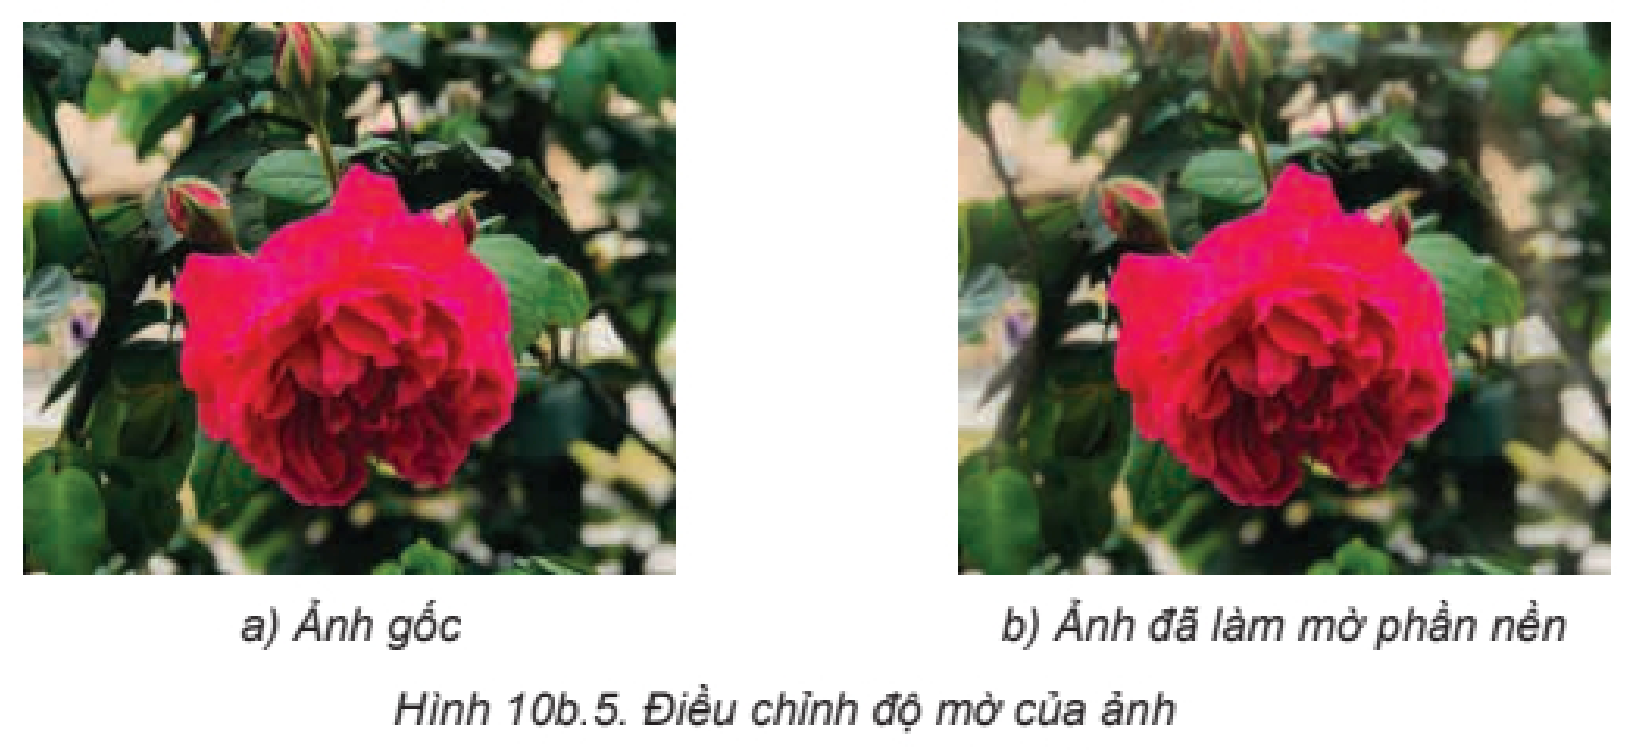 a) Ảnh gốc
b) Ảnh đã làm mờ phần nền
Hình 10b.5. Điều chỉnh độ mờ của ảnh